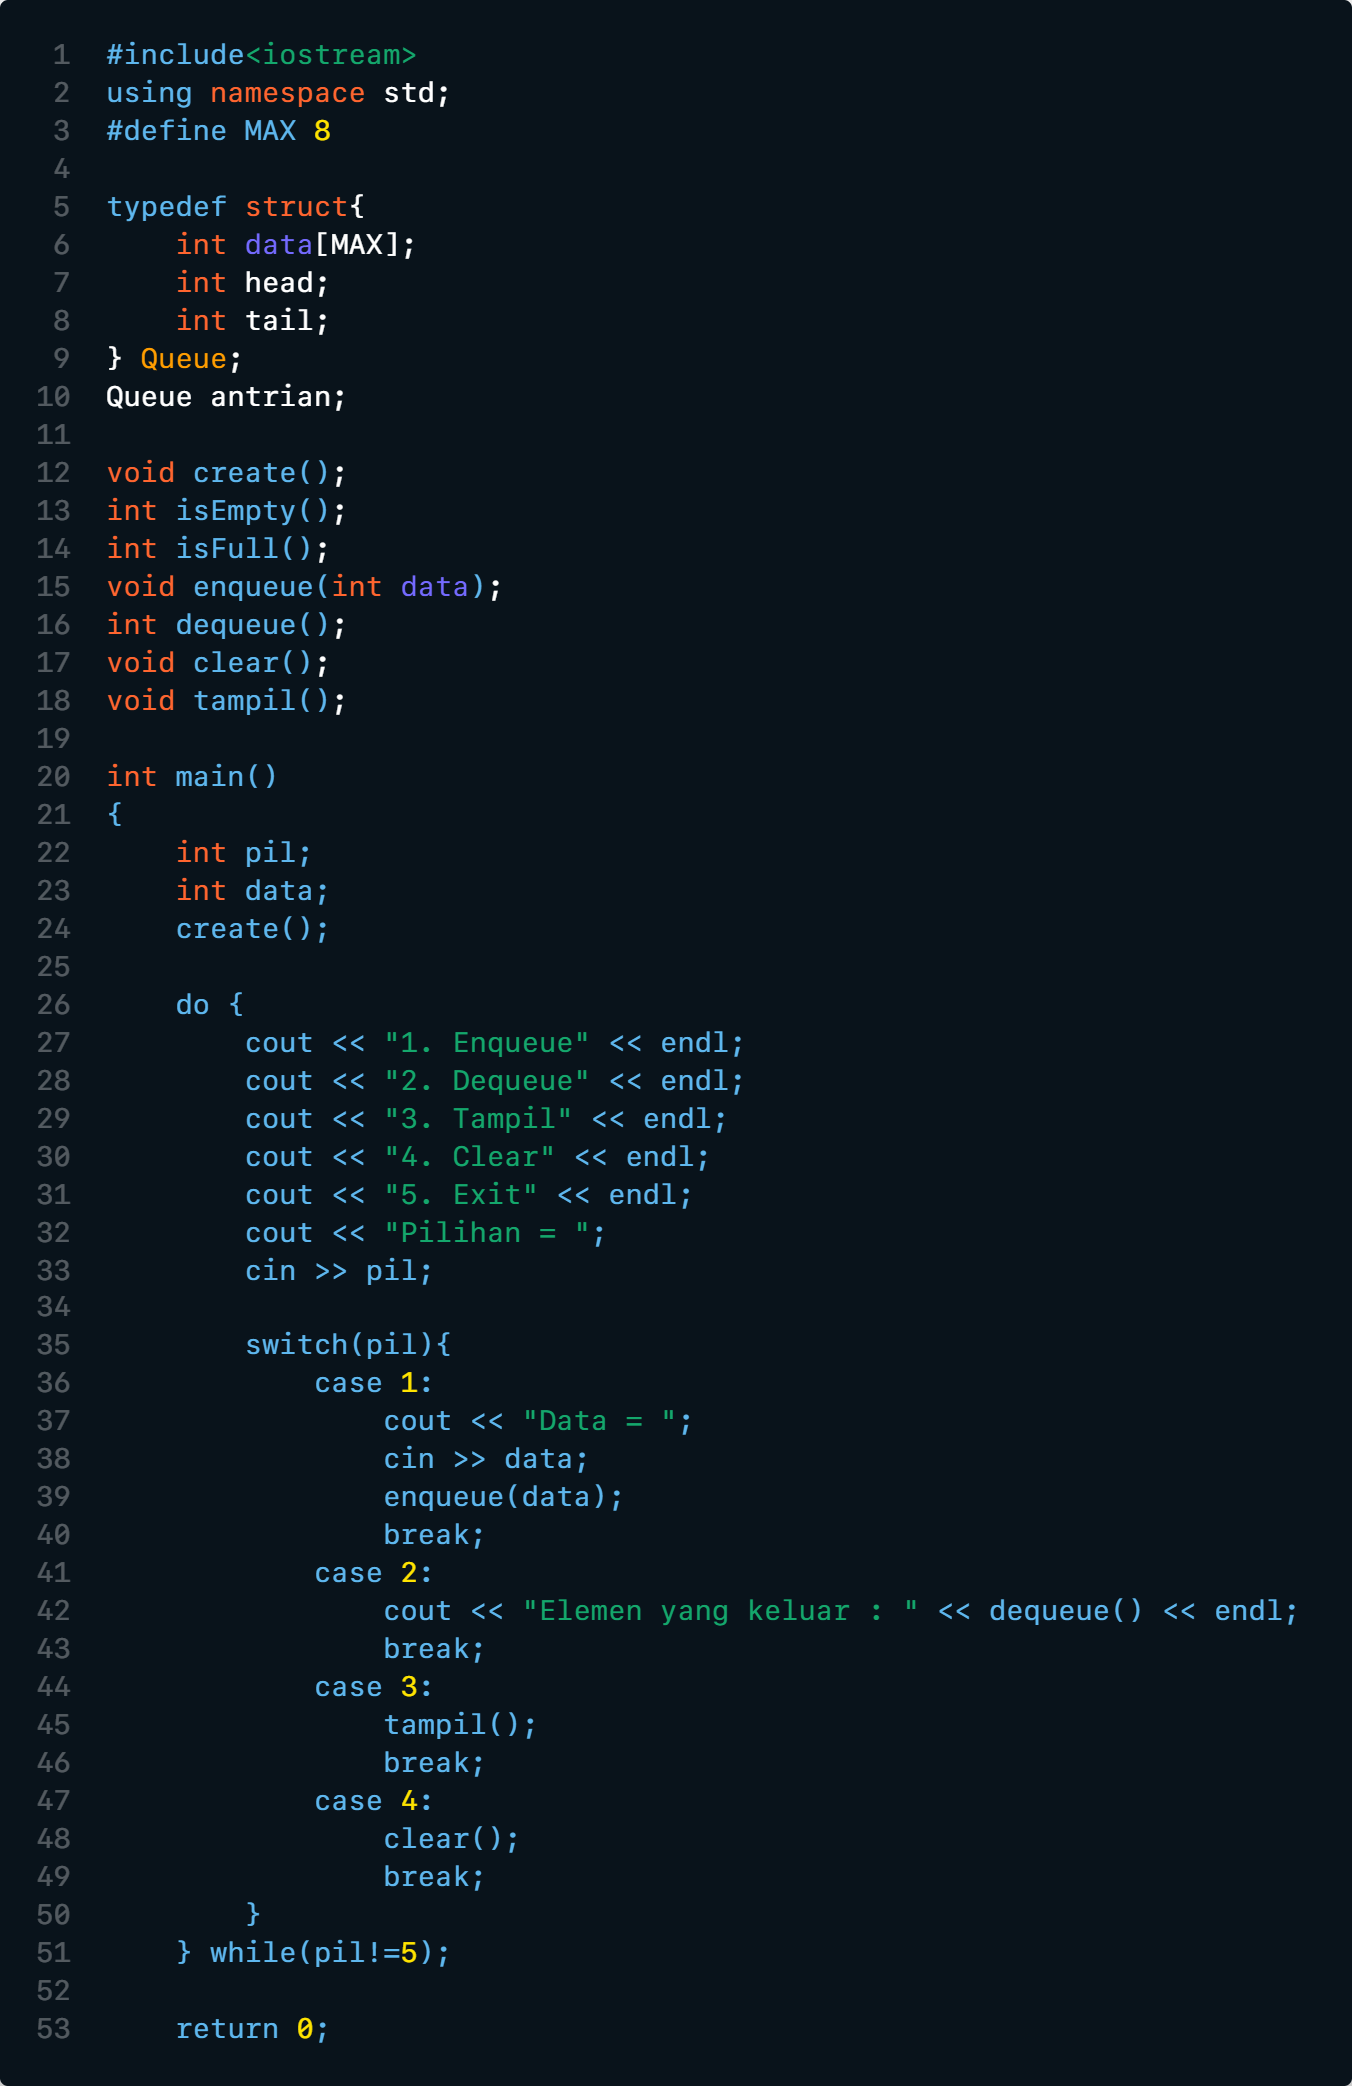 1 #include<iostream>
2 using namespace std;
3 #define MAX 8
4
5 typedef struct{
6     int data[MAX];
7     int head;
8     int tail;
9 } Queue;
10 Queue antrian;
11
12 void create();
13 int isEmpty();
14 int isFull();
15 void enqueue(int data);
16 int dequeue();
17 void clear();
18 void tampil();
19
20 int main()
21 {
22     int pil;
23     int data;
24     create();
25
26     do {
27         cout << "1. Enqueue" << endl;
28         cout << "2. Dequeue" << endl;
29         cout << "3. Tampil" << endl;
30         cout << "4. Clear" << endl;
31         cout << "5. Exit" << endl;
32         cout << "Pilihan = ";
33         cin >> pil;
34
35         switch(pil){
36             case 1:
37                 cout << "Data = ";
38                 cin >> data;
39                 enqueue(data);
40                 break;
41             case 2:
42                 cout << "Elemen yang keluar : " << dequeue() << endl;
43                 break;
44             case 3:
45                 tampil();
46                 break;
47             case 4:
48                 clear();
49                 break;
50         }
51     } while(pil!=5);
52
53     return 0;